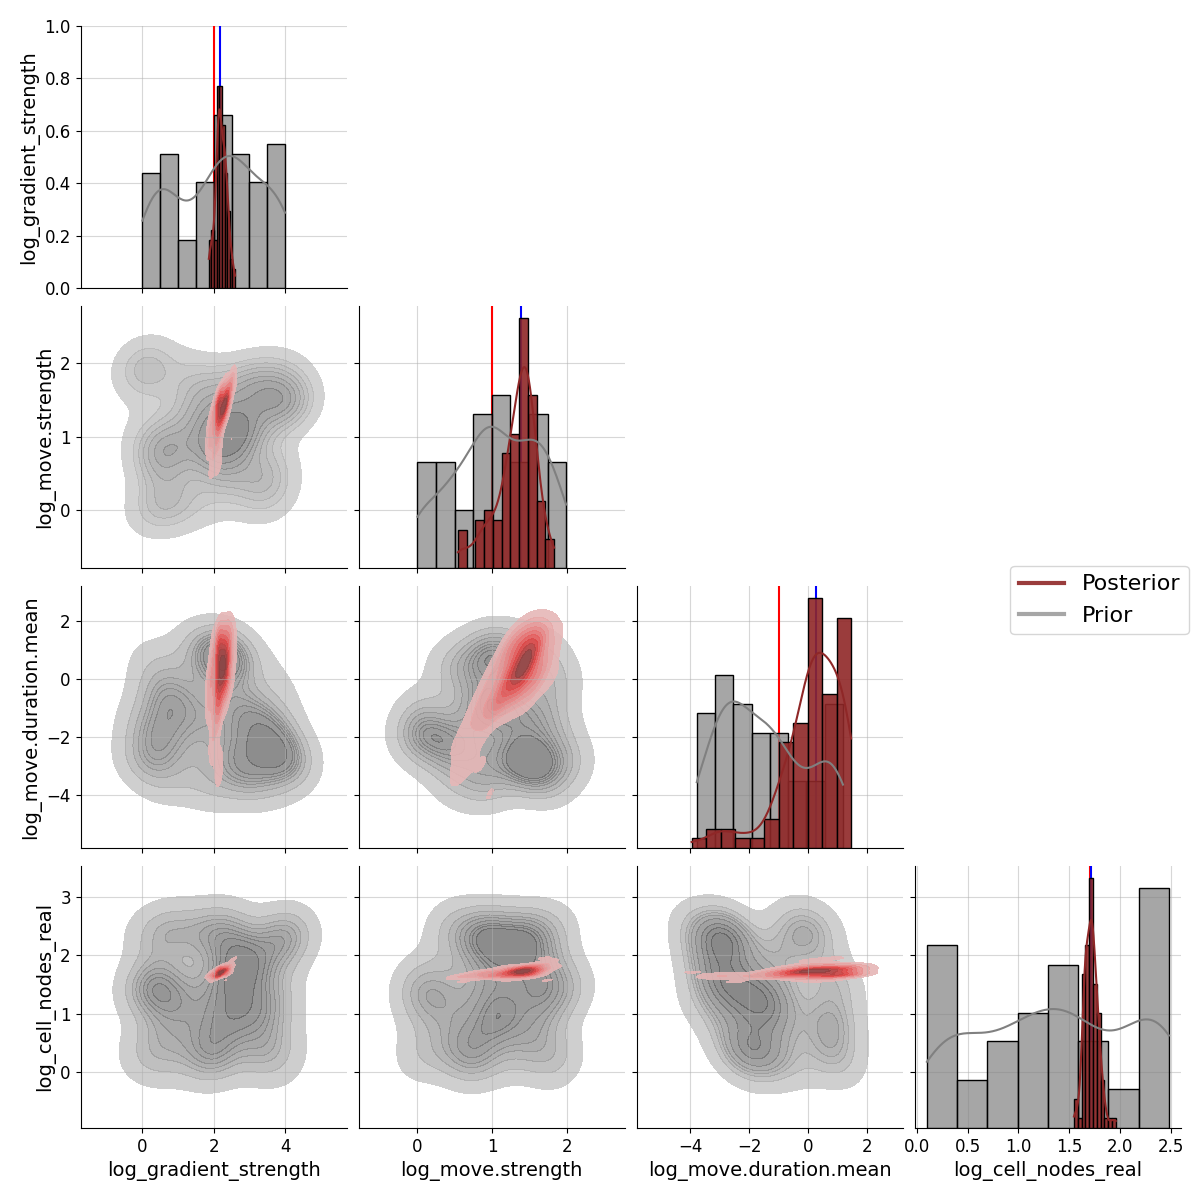 log_gradient_strength
1.0
0.8
0.6
0.4
0.2
0.0
log_move.strength
2
1
0
log_move.duration.mean
2
0
−2
−4
Posterior
Prior
log_cell_nodes_real
3
2
1
0
0 2 4
0 1 2
−4 −2 0 2
0.0 0.5 1.0 1.5 2.0 2.5
log_gradient_strength
log_move.strength
log_move.duration.mean
log_cell_nodes_real